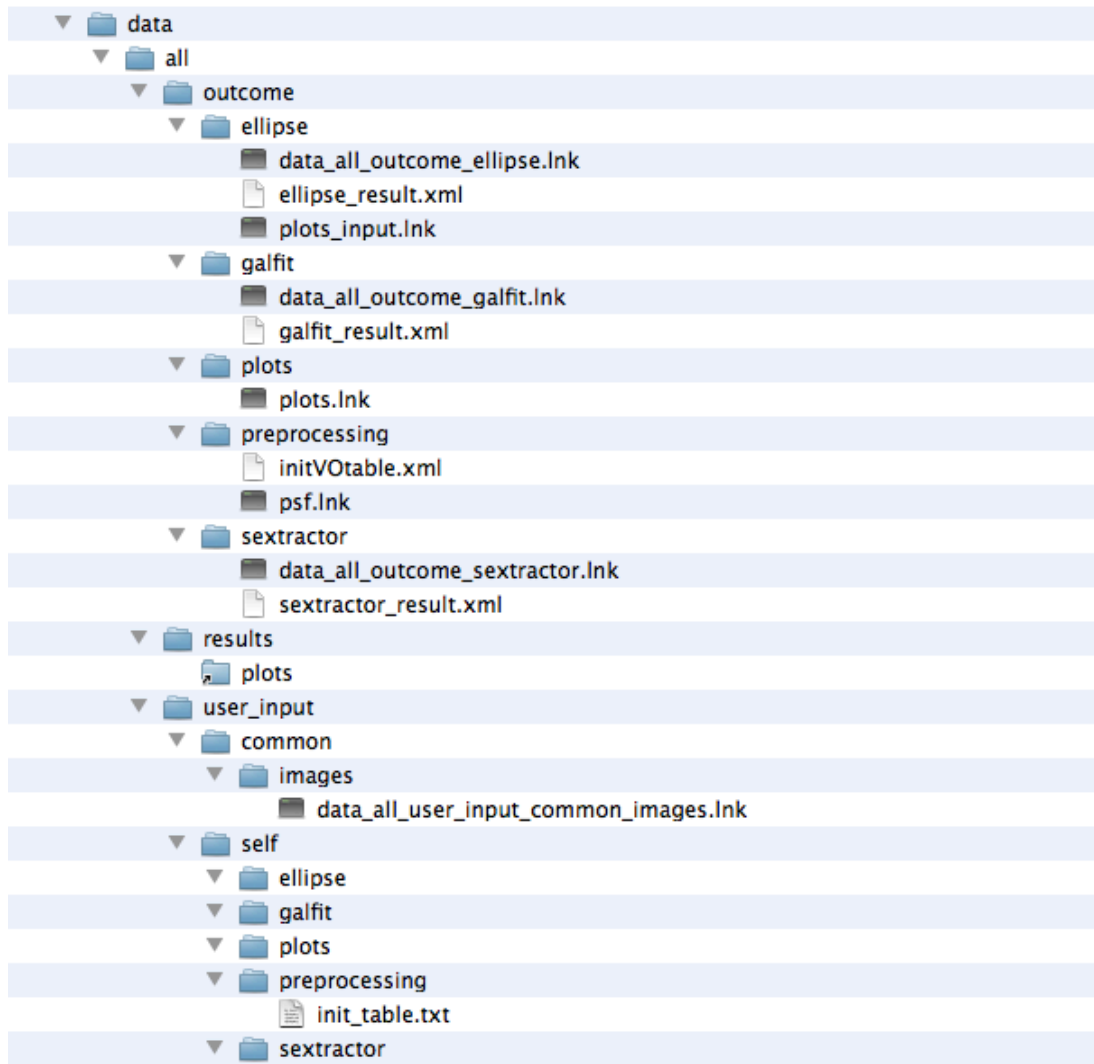 data
all
outcome
ellipse
data_all_outcome_ellipse.lnk
ellipse_result.xml
plots_input.lnk
galfit
data_all_outcome_galfit.lnk
galfit_result.xml
plots
plots.lnk
preprocessing
initVOtable.xml
psf.lnk
sextractor
data_all_outcome_sextractor.lnk
sextractor_result.xml
results
plots
user_input
common
images
data_all_user_input_common_images.lnk
self
ellipse
galfit
plots
preprocessing
init_table.txt
sextractor